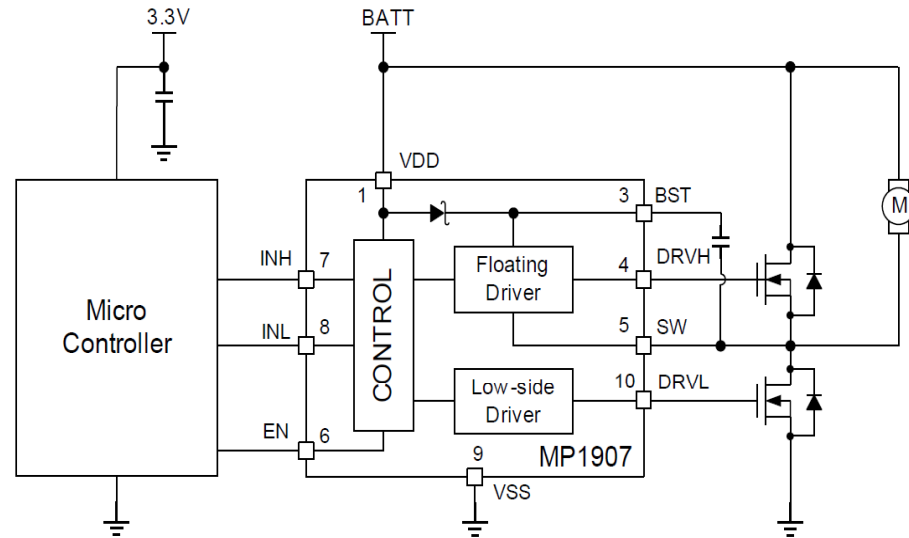 3.3V
BATT
VDD
1
3
BST
INH
7
Floating
Driver
4
DRVH
M
Micro
Controller
CONTROL
INL
8
5
SW
Low-side
Driver
10
DRVL
EN
6
9
MP1907
VSS